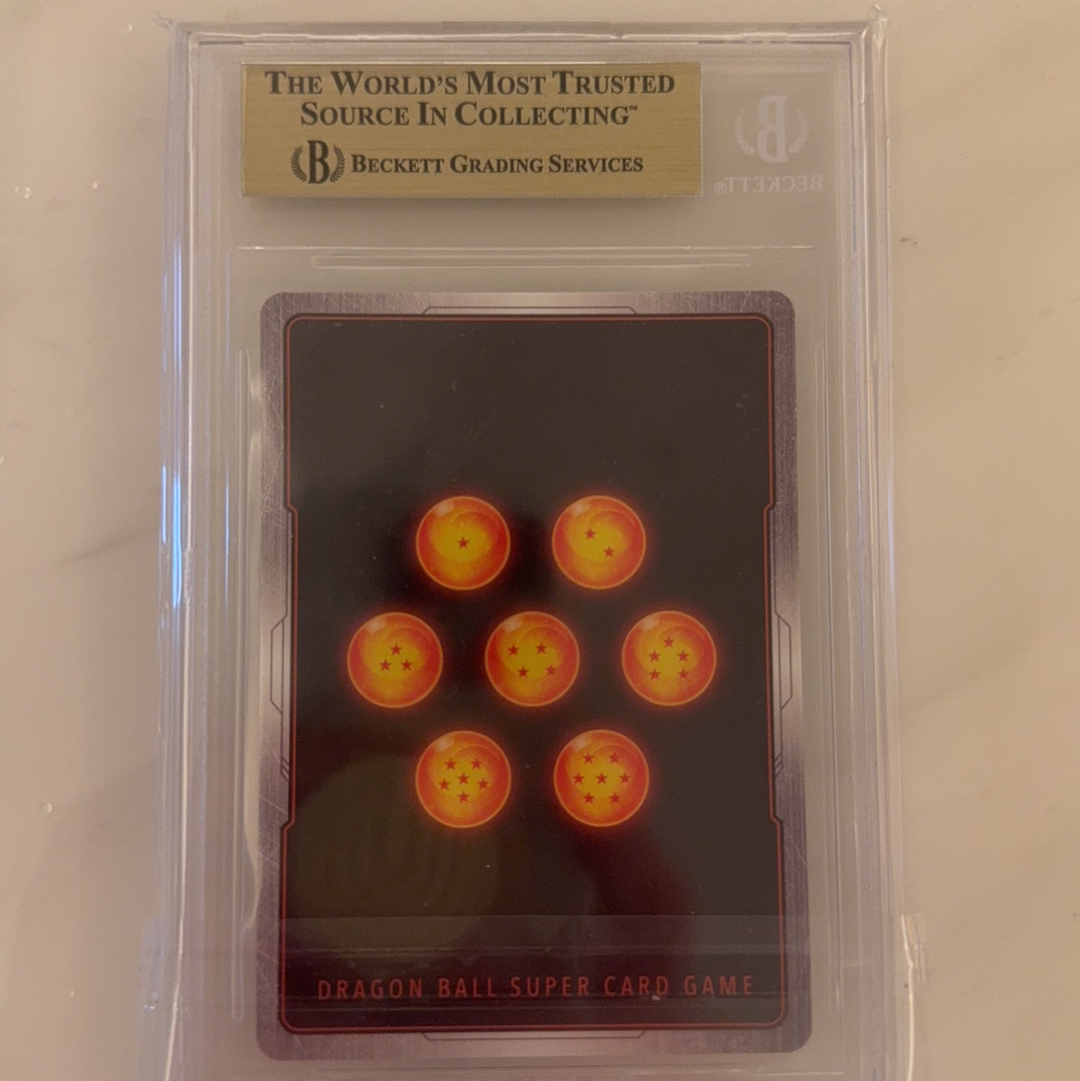 THE WORLD'S MOST TRUSTED
SOURCE IN COLLECTING™
B BECKETT GRADING SERVICES
B
BECKETT®
DRAGON BALL SUPER CARD GAME